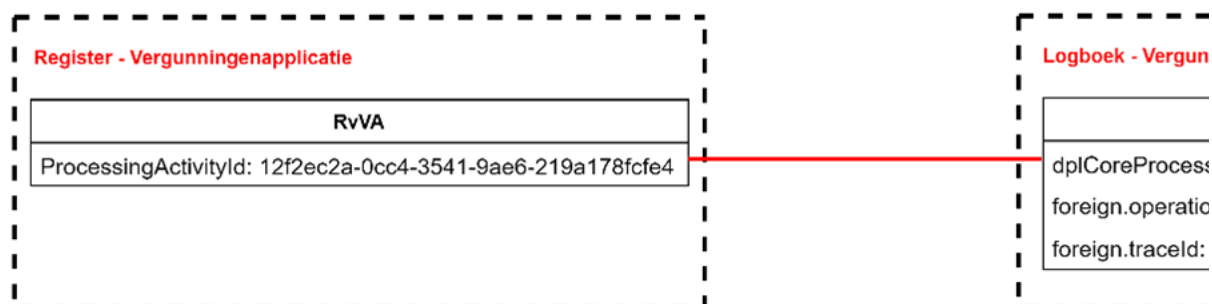 Register - Vergunningenapplicatie
RvVA
ProcessingActivityId: 12f2ec2a-0cc4-3541-9ae6-219a178fcfe4
Logboek - Vergun
dplCoreProcess
foreign.operatio
foreign.traceId: